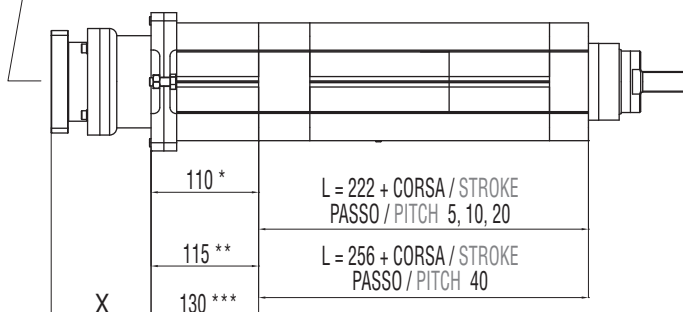 110 *
L = 222 + CORSA / STROKE
PASSO / PITCH 5, 10, 20
115 **
L = 256 + CORSA / STROKE
PASSO / PITCH 40
X
130 ***